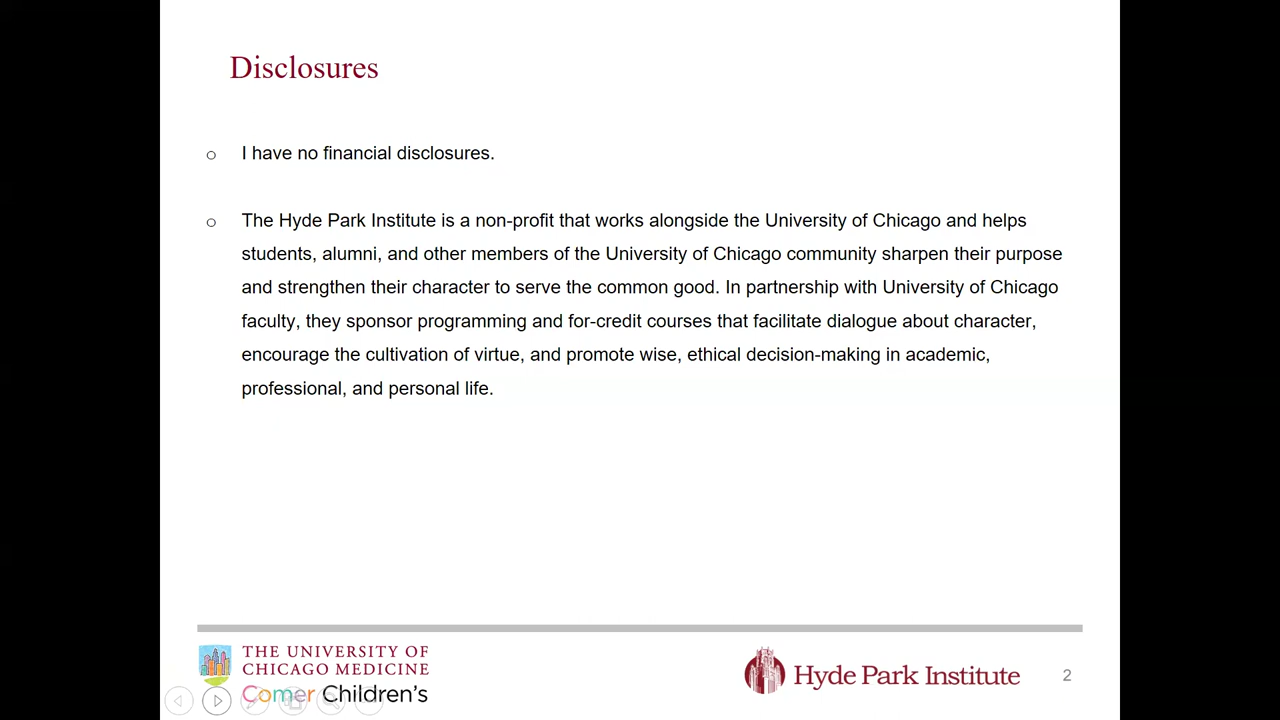 Disclosures
I have no financial disclosures.
The Hyde Park Institute is a non-profit that works alongside the University of Chicago and helps
students, alumni, and other members of the University of Chicago community sharpen their purpose
and strengthen their character to serve the common good. In partnership with University of Chicago
faculty, they sponsor programming and for-credit courses that facilitate dialogue about character,
encourage the cultivation of virtue, and promote wise, ethical decision-making in academic,
professional, and personal life.
THE UNIVERSITY OF
CHICAGO MEDICINE
Comer Children's
Hyde Park Institute
2